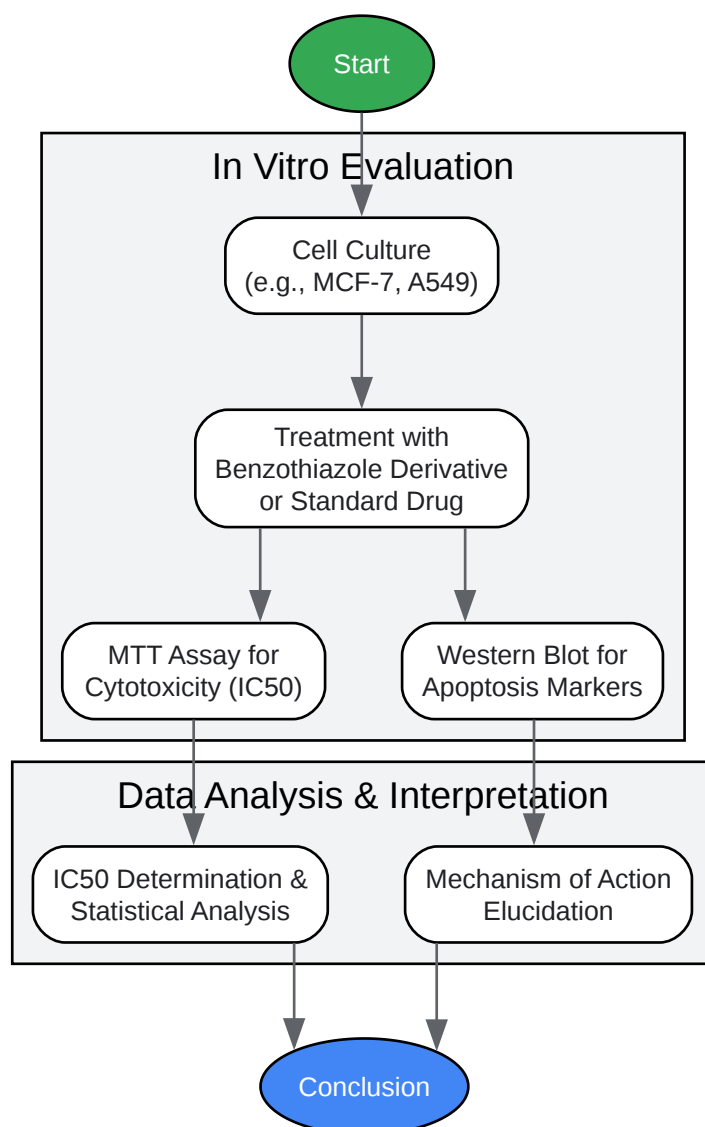 Start
In Vitro Evaluation
Cell Culture
(e.g., MCF-7, A549)
Treatment with
Benzothiazole Derivative
or Standard Drug
MTT Assay for
Cytotoxicity (IC50)
Western Blot for
Apoptosis Markers
Data Analysis & Interpretation
IC50 Determination &
Statistical Analysis
Mechanism of Action
Elucidation
Conclusion